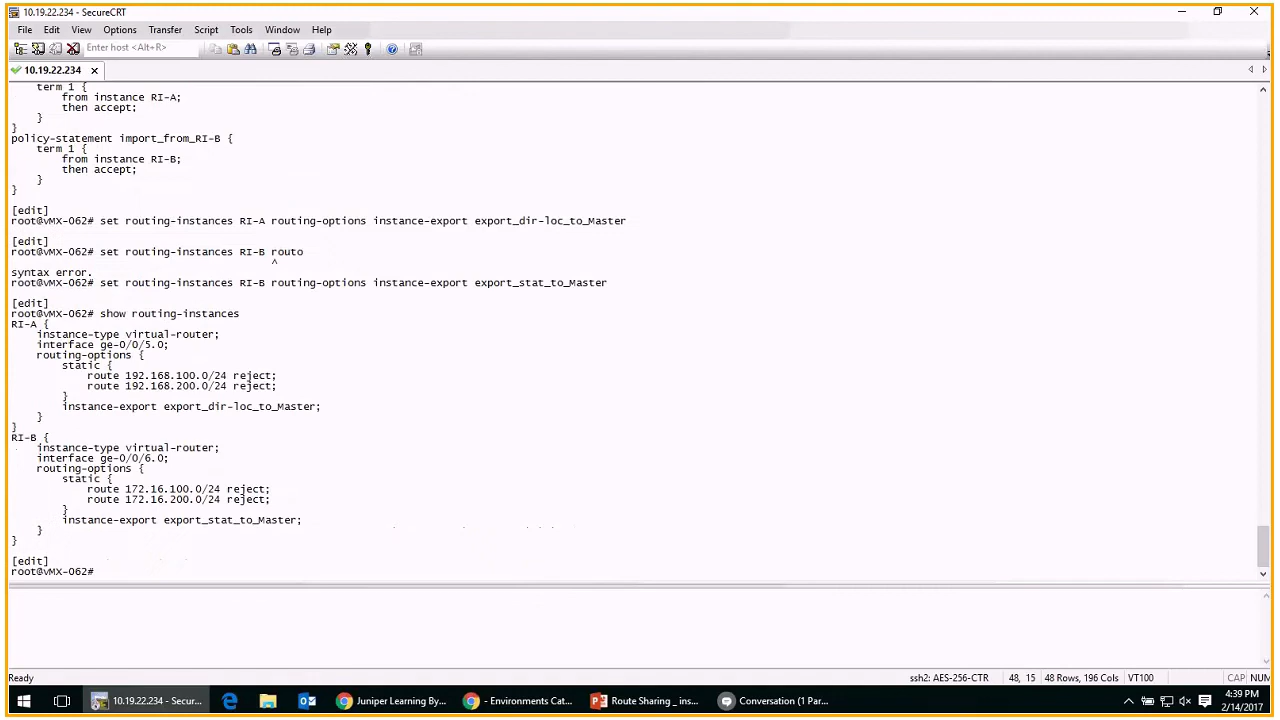 10.19.22.234 - SecureCRT
File Edit View Options Transfer Script Tools Window Help
Enter host <Alt+R>
10.19.22.234
    term 1 {
        from instance RI-A;
        then accept;
    }
}
policy-statement import_from_RI-B {
    term 1 {
        from instance RI-B;
        then accept;
    }
}
[edit]
root@vMX-062# set routing-instances RI-A routing-options instance-export export_dir-loc_to_Master
[edit]
root@vMX-062# set routing-instances RI-B routo
^
syntax error.
root@vMX-062# set routing-instances RI-B routing-options instance-export export_stat_to_Master
[edit]
root@vMX-062# show routing-instances
RI-A {
    instance-type virtual-router;
    interface ge-0/0/5.0;
    routing-options {
        static {
            route 192.168.100.0/24 reject;
            route 192.168.200.0/24 reject;
        }
        instance-export export_dir-loc_to_Master;
    }
}
RI-B {
    instance-type virtual-router;
    interface ge-0/0/6.0;
    routing-options {
        static {
            route 172.16.100.0/24 reject;
            route 172.16.200.0/24 reject;
        }
        instance-export export_stat_to_Master;
    }
}
[edit]
root@vMX-062#
Ready ssh2: AES-256-CTR 48, 15 48 Rows, 196 Cols VT100 CAP NUM
10.19.22.234 - Secur... Juniper Learning By... - Environments Cat... Route Sharing _ ins... Conversation (1 Par... 4:39 PM
2/14/2017